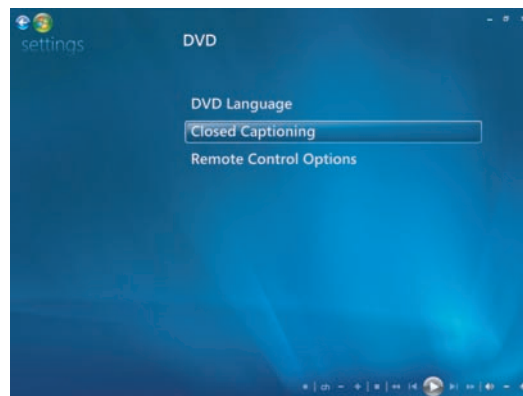 settings
DVD
DVD Language
Closed Captioning
Remote Control Options
ch